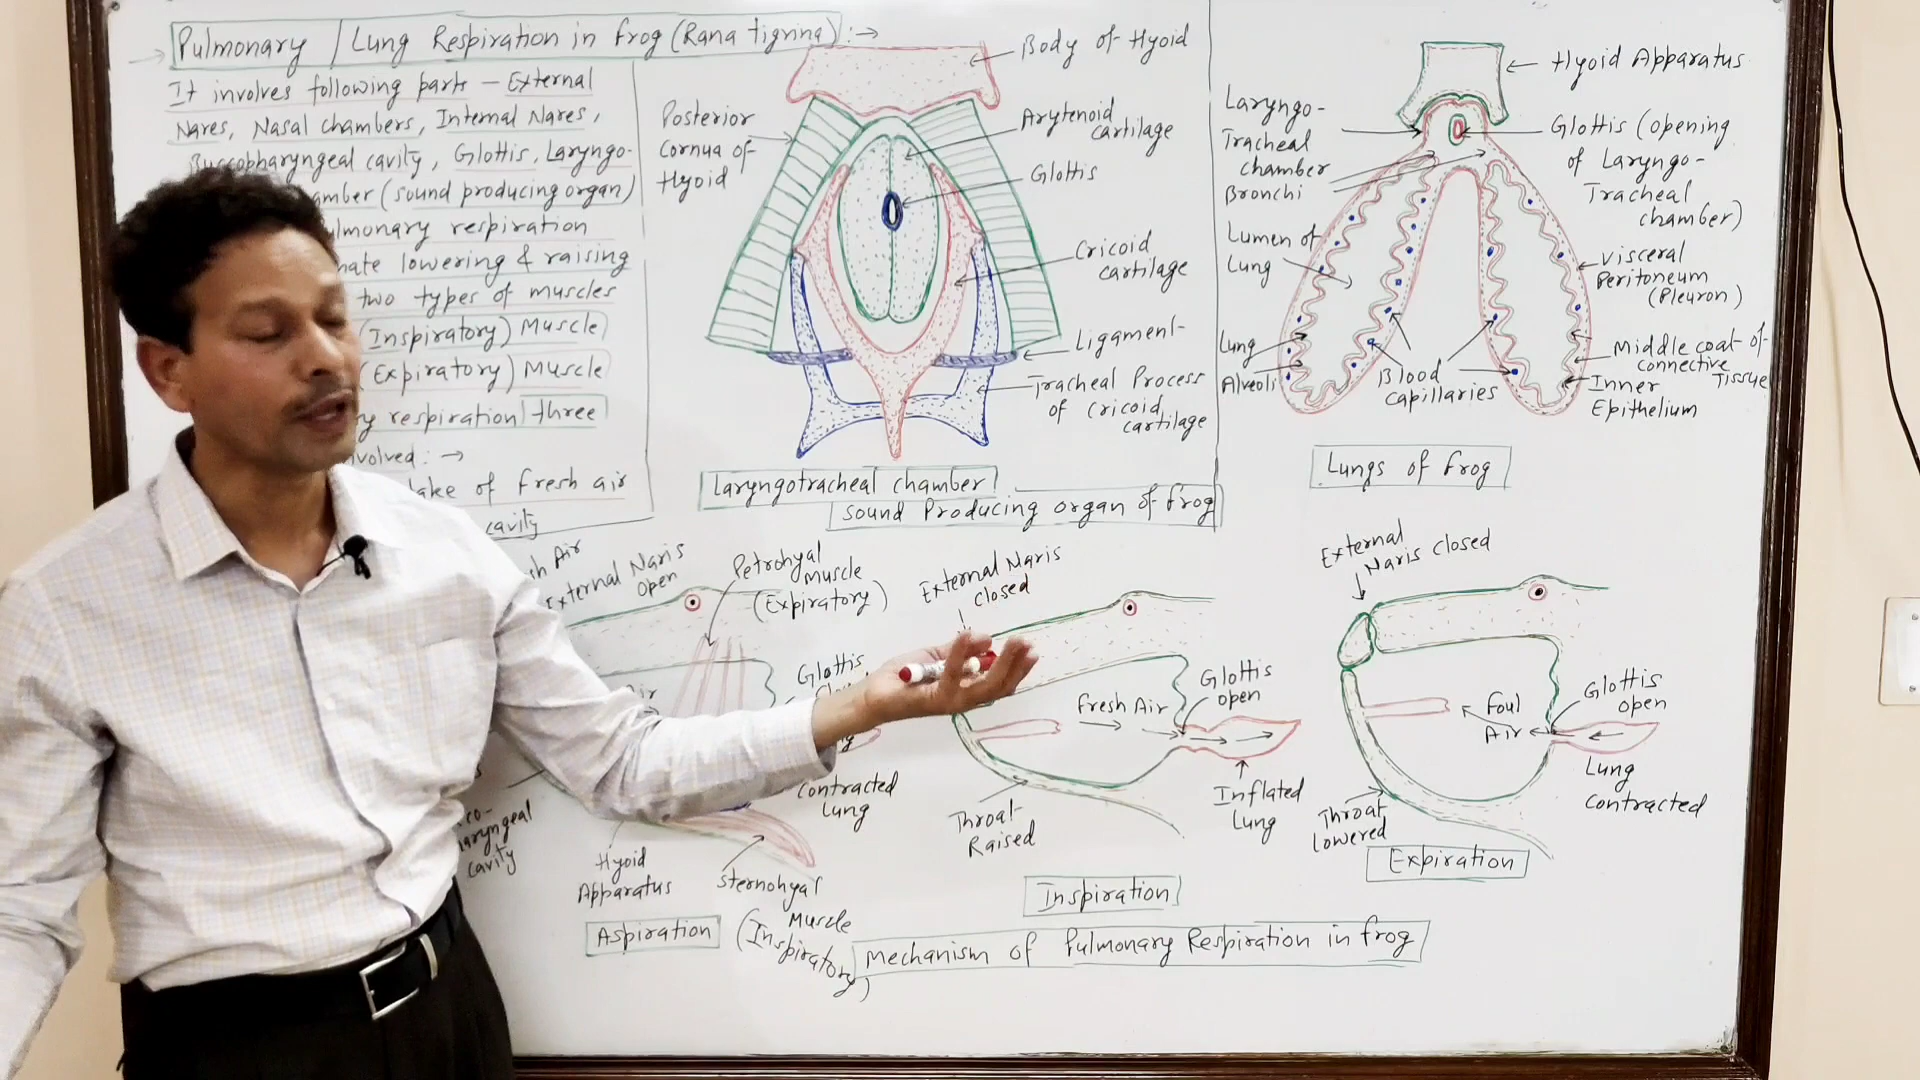 Pulmonary / Lung Respiration in frog (Rana tigrina) :→
It involves following parts – External
Nares, Nasal chambers, Internal Nares,
Buccopharyngeal cavity, Glottis, Laryngo-
(sound producing organ)
respiration
lowering & raising
two types of muscles
(Inspiratory) Muscle
(Expiratory) Muscle
respiration three
:→
of fresh air
cavity
Body of Hyoid
Posterior
Cornua of
Hyoid
Arytenoid
cartilage
Glottis
Cricoid
cartilage
Ligament
Tracheal Process
of Cricoid
cartilage
Laryngotracheal chamber
Sound Producing organ of frog
Hyoid Apparatus
Laryngo-
Tracheal
chamber
Bronchi
Glottis (opening
of Laryngo-
Tracheal
chamber)
Lumen of
Lung
Visceral
Peritoneum
(Pleuron)
Lung
Alveoli
Blood
capillaries
Middle coat of
connective Tissue
Inner
Epithelium
Lungs of frog
Air
External Naris
open
Petrohyal
Muscle
(Expiratory)
Glottis
contracted
Lung
cavity
Hyoid
Apparatus
Sternohyal
Muscle
(Inspiratory)
Aspiration
External Naris
closed
Fresh Air
Glottis
open
Throat
Raised
Inflated
Lung
Inspiration
External
Naris closed
Foul
Air
Glottis
open
Lung
contracted
Throat
Lowered
Expiration
Mechanism of Pulmonary Respiration in frog